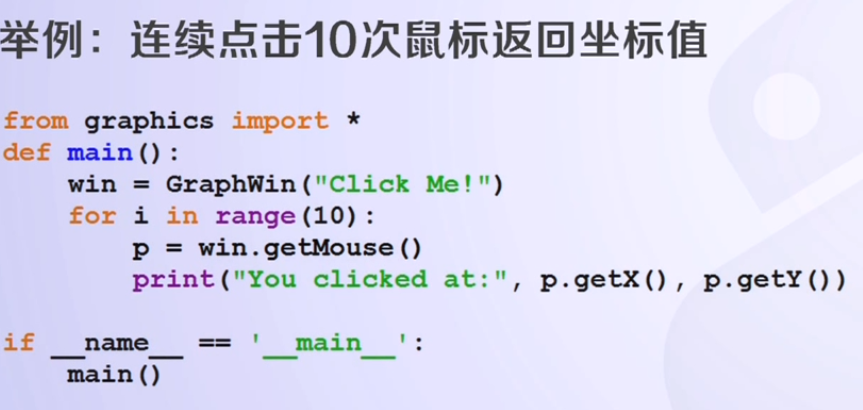 举例：连续点击10次鼠标返回坐标值
from graphics import *
def main():
    win = GraphWin("Click Me!")
    for i in range(10):
        p = win.getMouse()
        print("You clicked at:", p.getX(), p.getY())
if __name__ == '__main__':
    main()